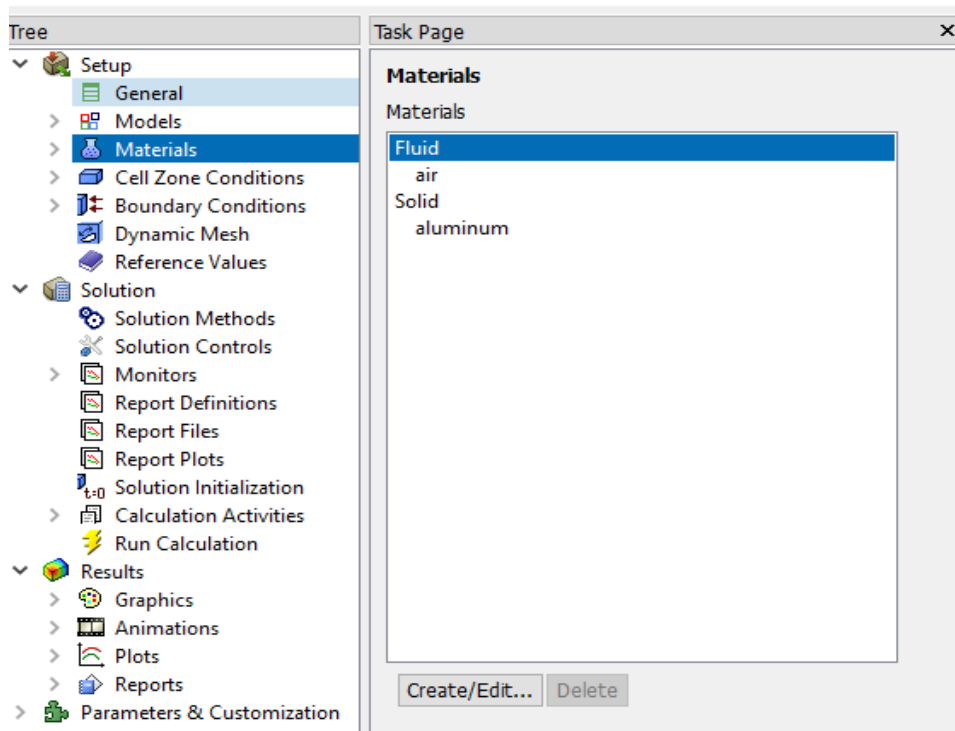 Tree
Setup
General
Models
Materials
Cell Zone Conditions
Boundary Conditions
Dynamic Mesh
Reference Values
Solution
Solution Methods
Solution Controls
Monitors
Report Definitions
Report Files
Report Plots
t=0 Solution Initialization
Calculation Activities
Run Calculation
Results
Graphics
Animations
Plots
Reports
Parameters & Customization
Task Page
Materials
Materials
Fluid
air
Solid
aluminum
Create/Edit... Delete